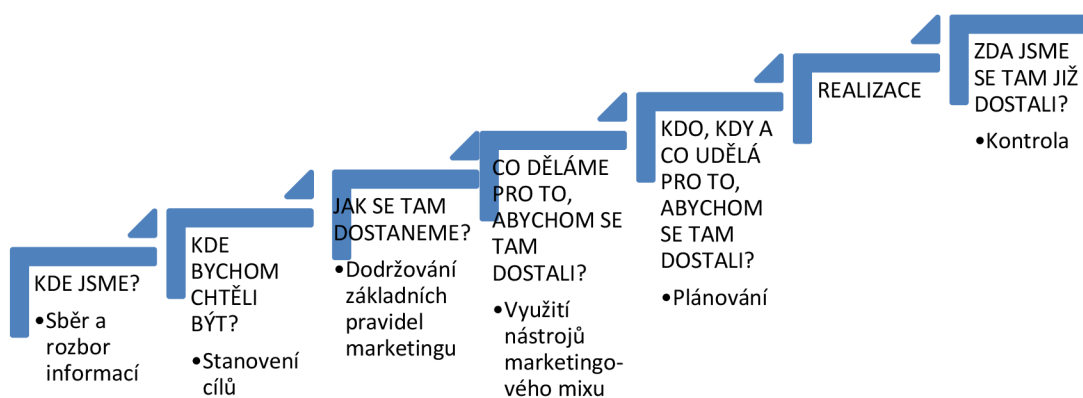 KDE JSME?
•Sběr a
rozbor
informací
KDE
BYCHOM
CHTĚLI
BÝT?
•Stanovení
cílů
JAK SE TAM
DOSTANEME?
•Dodržování
základních
pravidel
marketingu
CO DĚLÁME
PRO TO,
ABYCHOM SE
TAM
DOSTALI?
•Využití
nástrojů
marketingo-
vého mixu
KDO, KDY A
CO UDĚLÁ
PRO TO,
ABYCHOM
SE TAM
DOSTALI?
•Plánování
REALIZACE
ZDA JSME
SE TAM JIŽ
DOSTALI?
•Kontrola